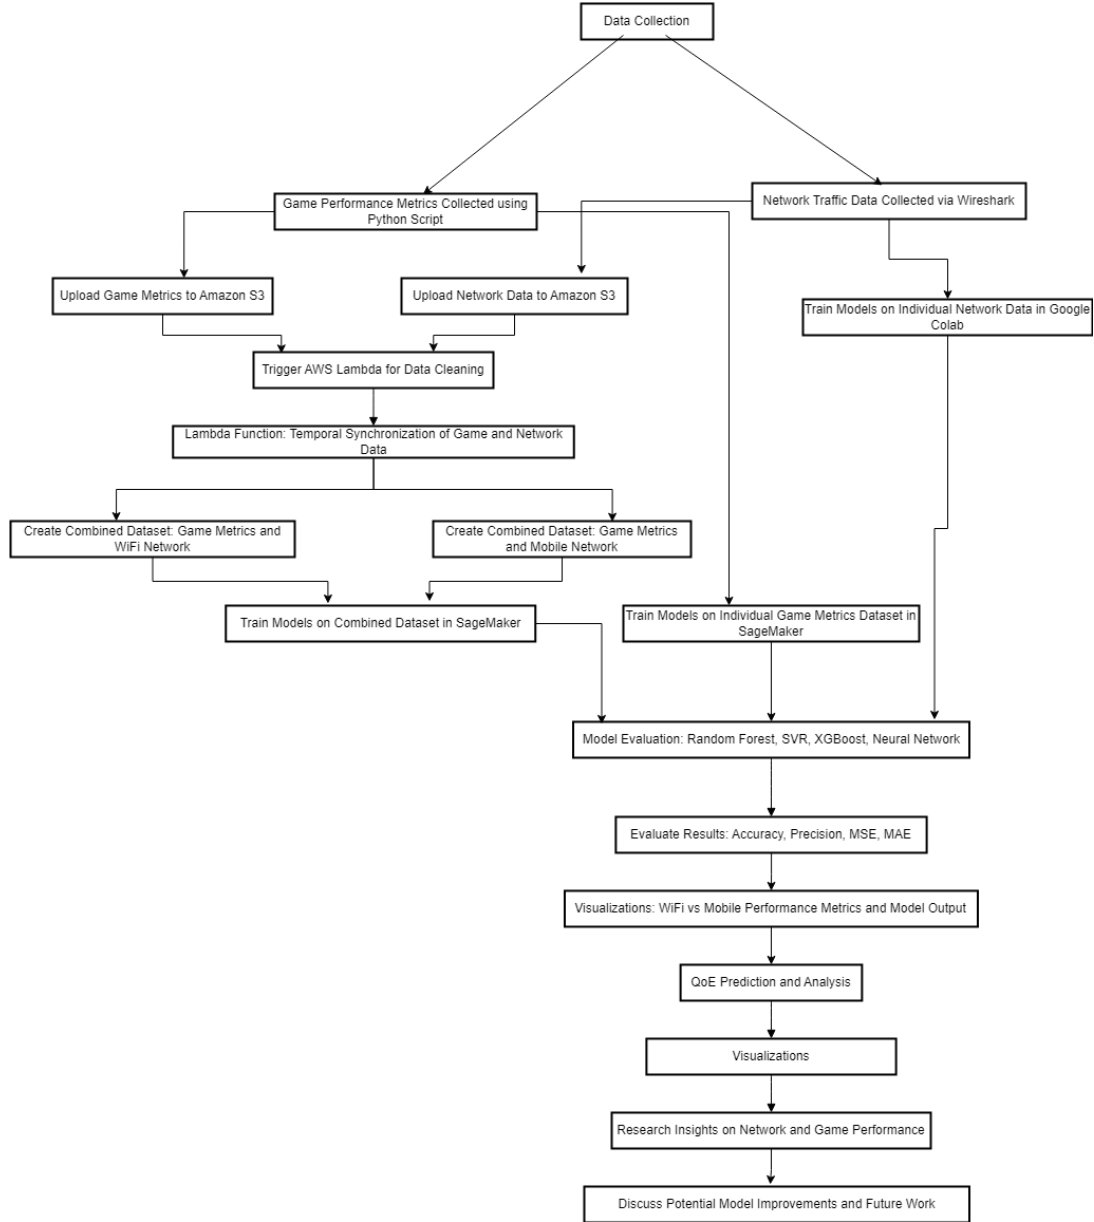 Data Collection
Game Performance Metrics Collected using
Python Script
Network Traffic Data Collected via Wireshark
Upload Game Metrics to Amazon S3
Upload Network Data to Amazon S3
Train Models on Individual Network Data in Google
Colab
Trigger AWS Lambda for Data Cleaning
Lambda Function: Temporal Synchronization of Game and Network
Data
Create Combined Dataset: Game Metrics and
WiFi Network
Create Combined Dataset: Game Metrics
and Mobile Network
Train Models on Combined Dataset in SageMaker
Train Models on Individual Game Metrics Dataset in
SageMaker
Model Evaluation: Random Forest, SVR, XGBoost, Neural Network
Evaluate Results: Accuracy, Precision, MSE, MAE
Visualizations: WiFi vs Mobile Performance Metrics and Model Output
QoE Prediction and Analysis
Visualizations
Research Insights on Network and Game Performance
Discuss Potential Model Improvements and Future Work